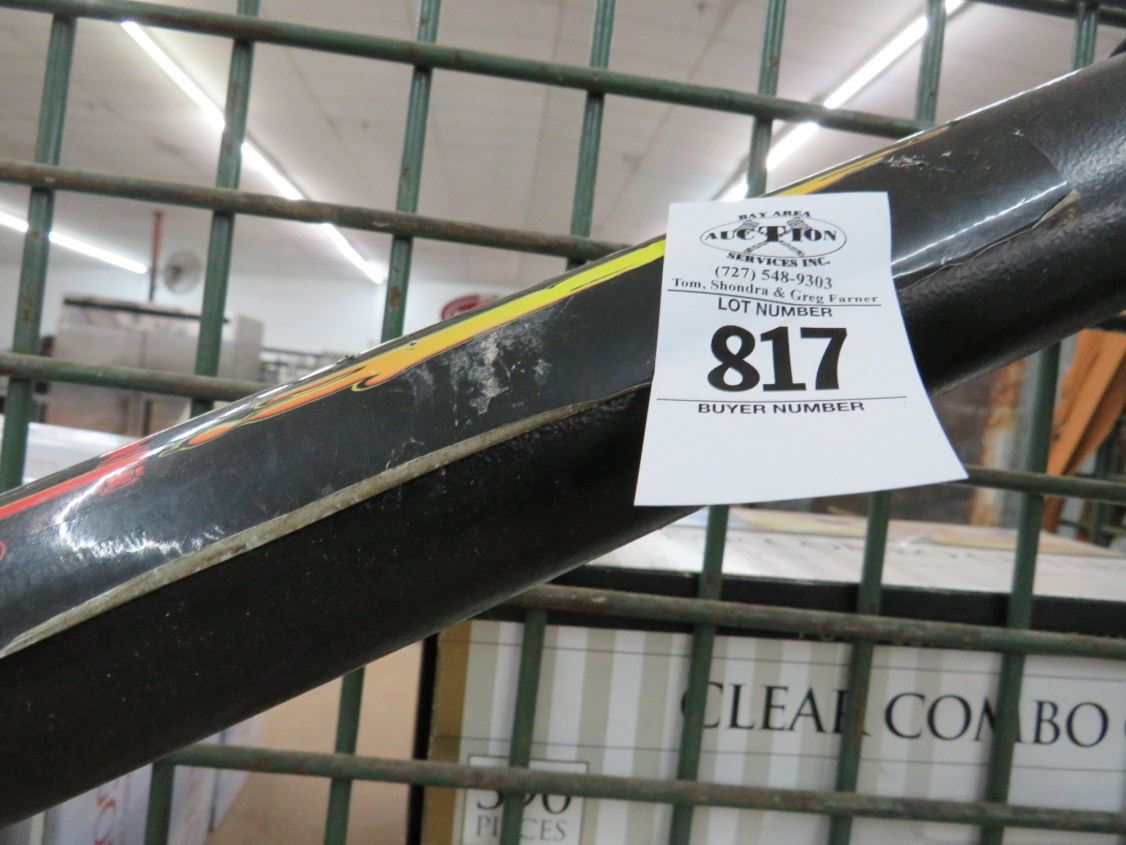 BAY AREA
AUCTION
SERVICES INC.
(727) 548-9303
Tom, Shondra & Greg Farner
LOT NUMBER
817
BUYER NUMBER
CLEAR COMBO
PIECES